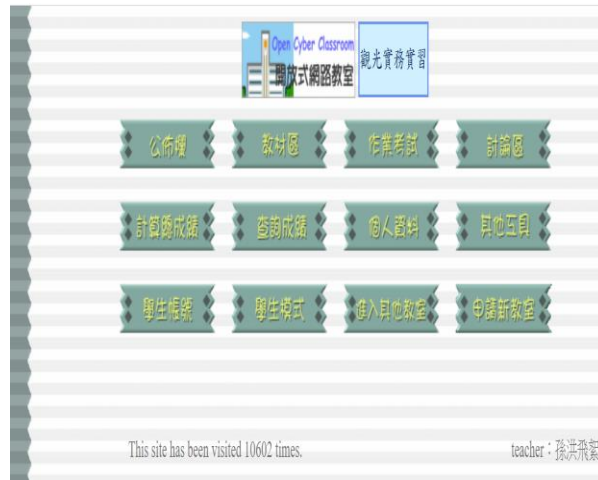 Open Cyber Classroom
開放式網路教室
觀光實務實習
公佈欄 教材區 作業考試 討論區
計算總成績 查詢成績 個人資料 其他工具
學生帳號 學生模式 進入其他教室 申請新教室
This site has been visited 10602 times.
teacher：孫洪飛絮